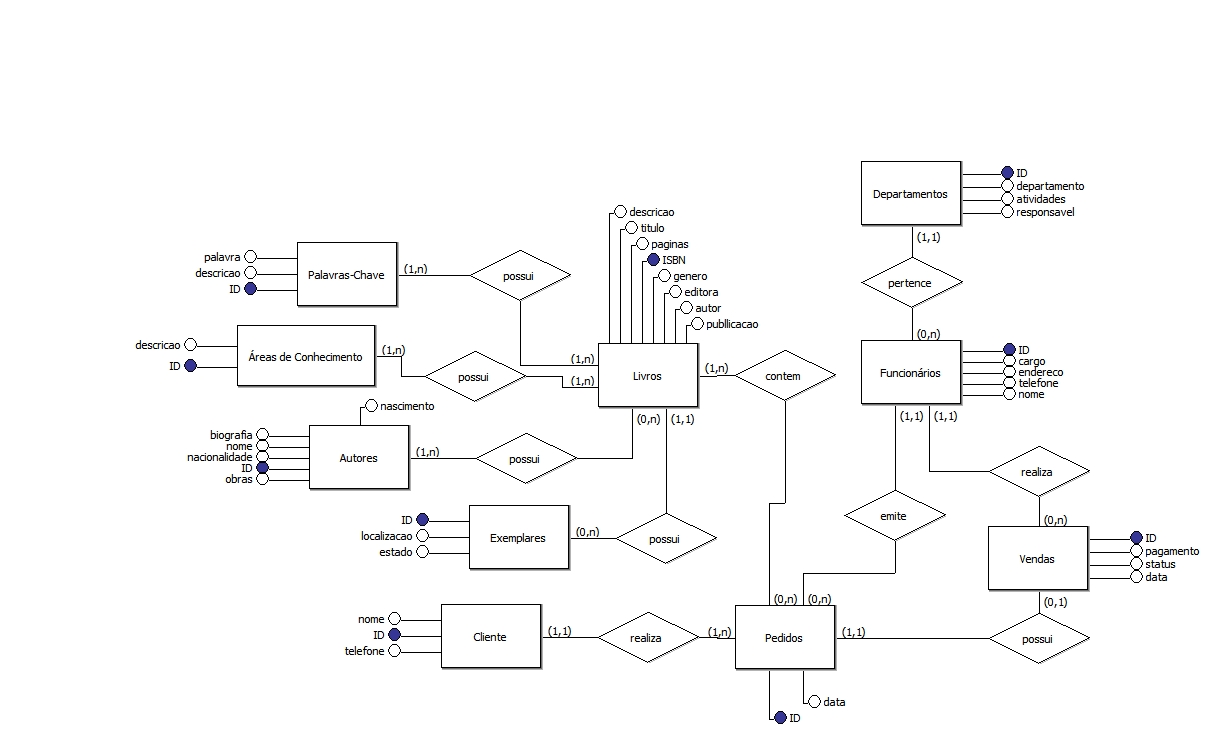 Departamentos
ID
departamento
atividades
responsavel
(1,1)
pertence
(0,n)
Funcionários
ID
cargo
endereco
telefone
nome
(1,1)
(1,1)
descricao
titulo
paginas
ISBN
genero
editora
autor
publlicacao
palavra
descricao
ID
Palavras-Chave
(1,n)
possui
(1,n)
descricao
ID
Áreas de Conhecimento
(1,n)
possui
(1,n)
Livros
(1,n)
contem
(0,n)
(1,1)
nascimento
biografia
nome
nacionalidade
ID
obras
Autores
(1,n)
possui
realiza
emite
ID
localizacao
estado
Exemplares
(0,n)
possui
(0,n)
Vendas
ID
pagamento
status
data
(0,1)
(0,n)
(0,n)
nome
ID
telefone
Cliente
(1,1)
realiza
(1,n)
Pedidos
(1,1)
possui
data
ID